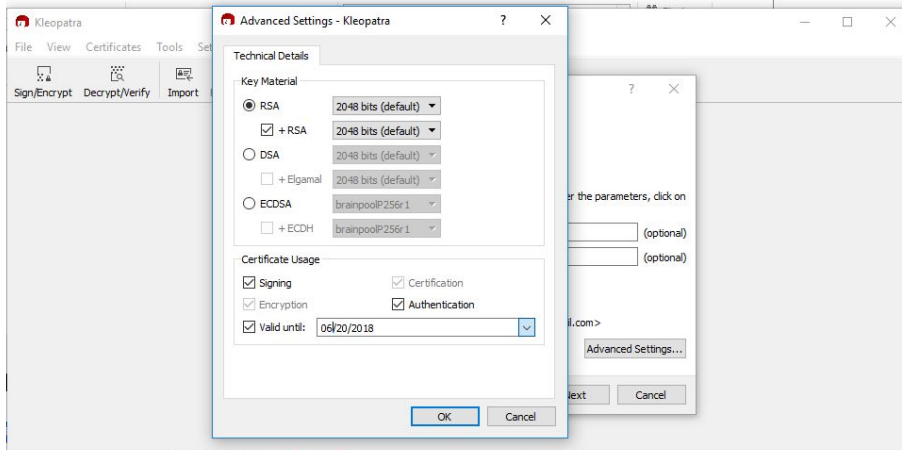 Kleopatra
File View Certificates Tools Set
Sign/Encrypt Decrypt/Verify Import
Advanced Settings - Kleopatra
Technical Details
Key Material
RSA 2048 bits (default)
+ RSA 2048 bits (default)
DSA 2048 bits (default)
+ Elgamal 2048 bits (default)
ECDSA brainpoolP256r1
+ ECDH brainpoolP256r1
Certificate Usage
Signing Certification
Encryption Authentication
Valid until: 06/20/2018
OK Cancel
er the parameters, click on
(optional)
(optional)
il.com>
Advanced Settings...
Next Cancel